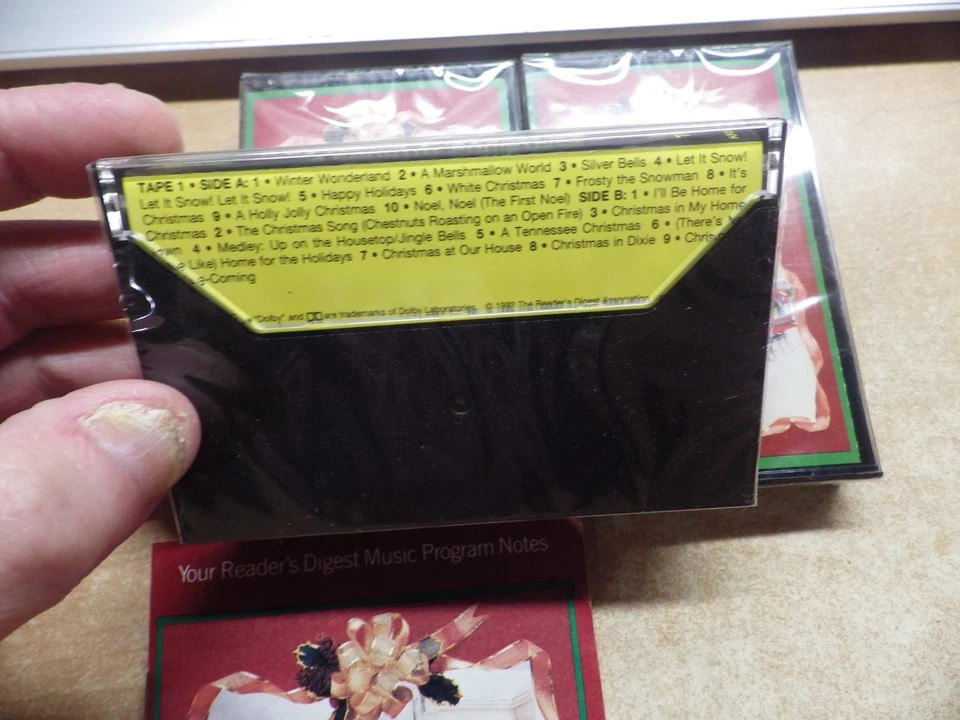 TAPE 1 • SIDE A: 1 • Winter Wonderland 2 • A Marshmallow World 3 • Silver Bells 4 • Let It Snow!
Let It Snow! Let It Snow! 5 • Happy Holidays 6 • White Christmas 7 • Frosty the Snowman 8 • It's
Christmas 9 • A Holly Jolly Christmas 10 • Noel, Noel (The First Noel) SIDE B: 1 • I'll Be Home for
Christmas 2 • The Christmas Song (Chestnuts Roasting on an Open Fire) 3 • Christmas in My Home
4 • Medley: Up on the Housetop/Jingle Bells 5 • A Tennessee Christmas 6 • (There's
Like) Home for the Holidays 7 • Christmas at Our House 8 • Christmas in Dixie 9 •
a-Coming
"Dolby" and are trademarks of Dolby Laboratories. © 1992 The Reader's Digest Association
Your Reader's Digest Music Program Notes